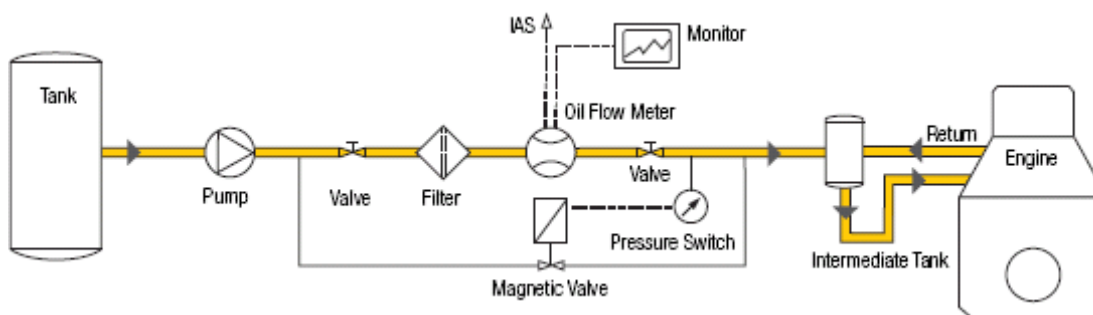 IAS
Monitor
Tank
Oil Flow Meter
Return
Engine
Pump
Valve
Filter
Valve
Pressure Switch
Intermediate Tank
Magnetic Valve